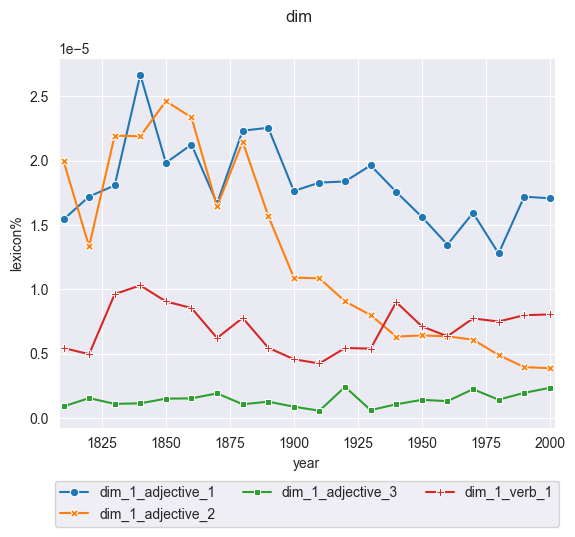 dim
1e−5
2.5
2.0
1.5
1.0
0.5
0.0
lexicon%
1825 1850 1875 1900 1925 1950 1975 2000
year
dim_1_adjective_1 dim_1_adjective_3 dim_1_verb_1
dim_1_adjective_2